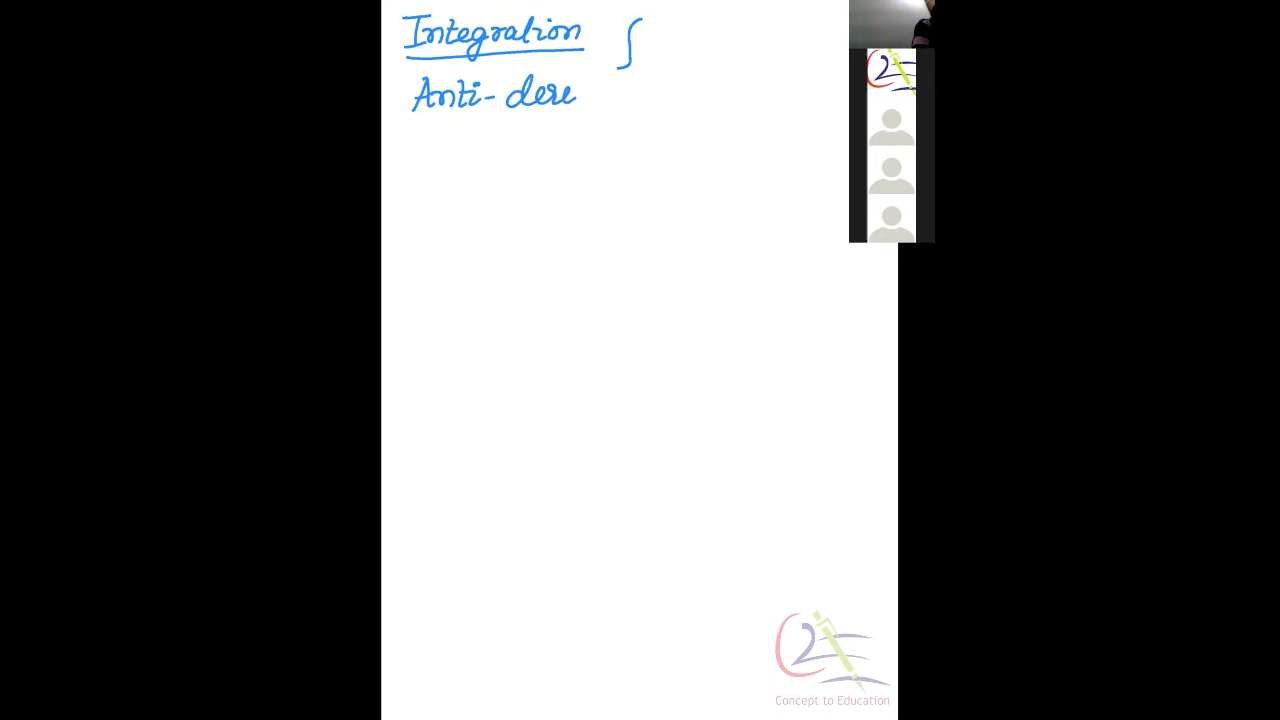 Integration ∫
Anti-dere
Concept to Education